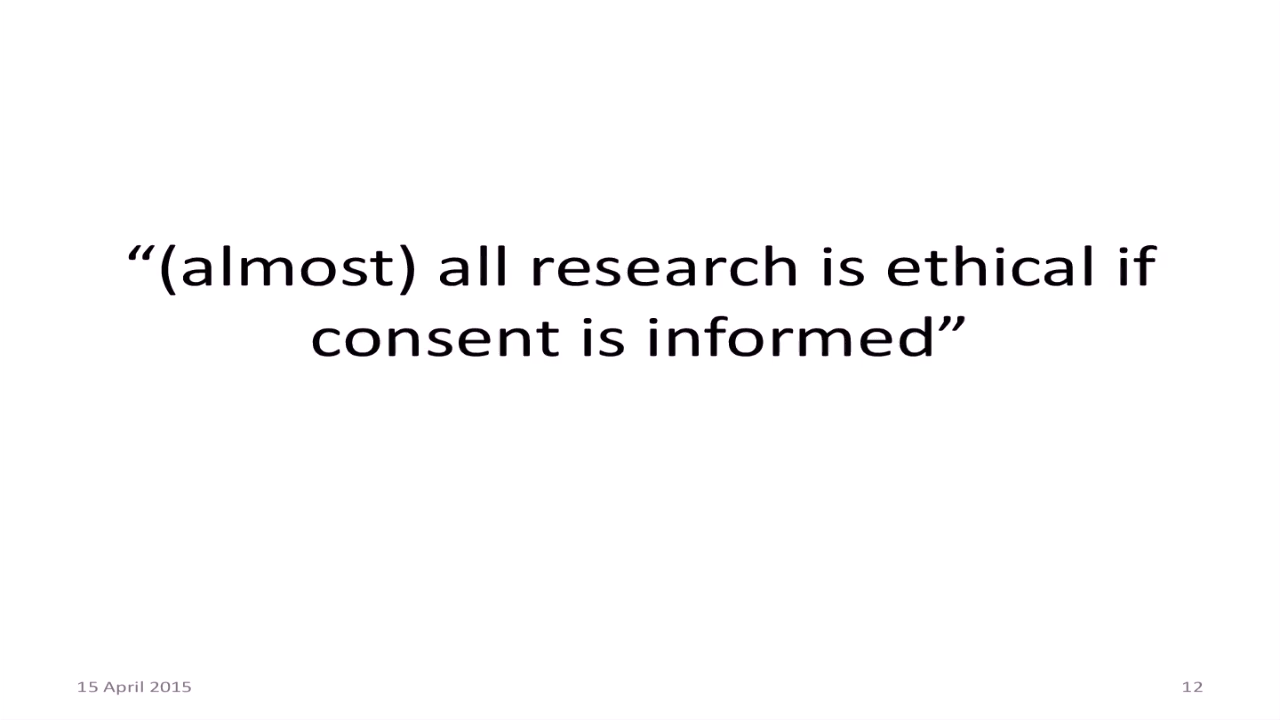 “(almost) all research is ethical if
consent is informed”
15 April 2015
12